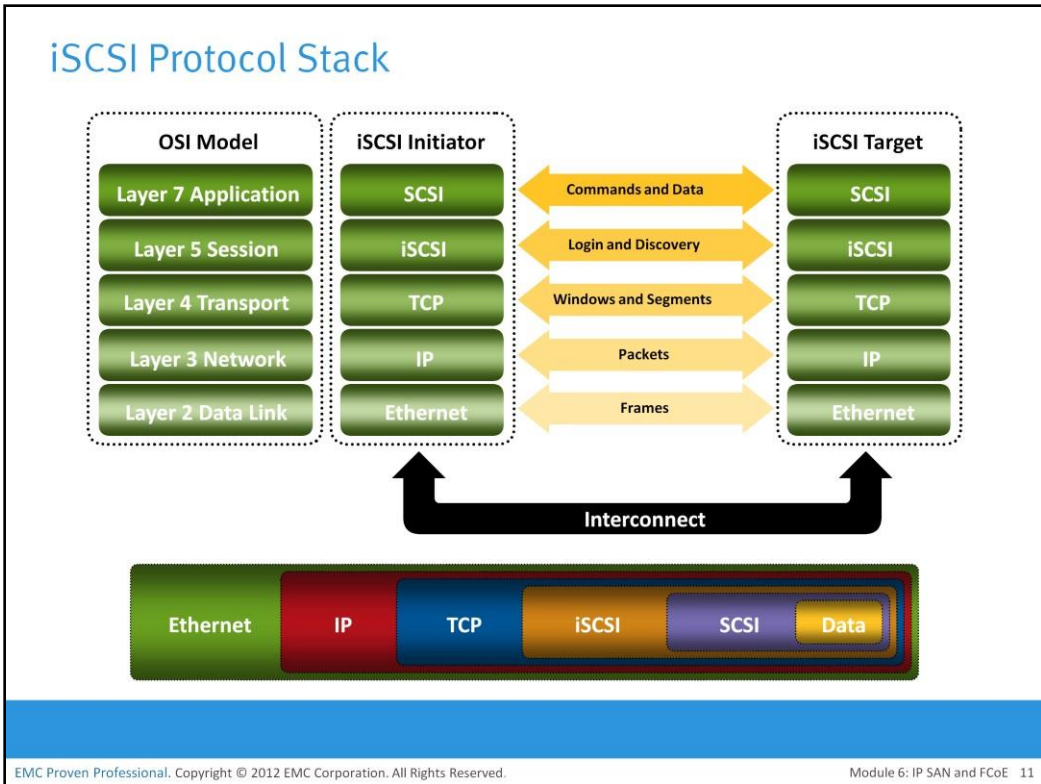 iSCSI Protocol Stack
OSI Model
iSCSI Initiator
iSCSI Target
Layer 7 Application
SCSI
Commands and Data
SCSI
Layer 5 Session
iSCSI
Login and Discovery
iSCSI
Layer 4 Transport
TCP
Windows and Segments
TCP
Layer 3 Network
IP
Packets
IP
Layer 2 Data Link
Ethernet
Frames
Ethernet
Interconnect
Ethernet
IP
TCP
iSCSI
SCSI
Data
EMC Proven Professional. Copyright © 2012 EMC Corporation. All Rights Reserved.
Module 6: IP SAN and FCoE 11